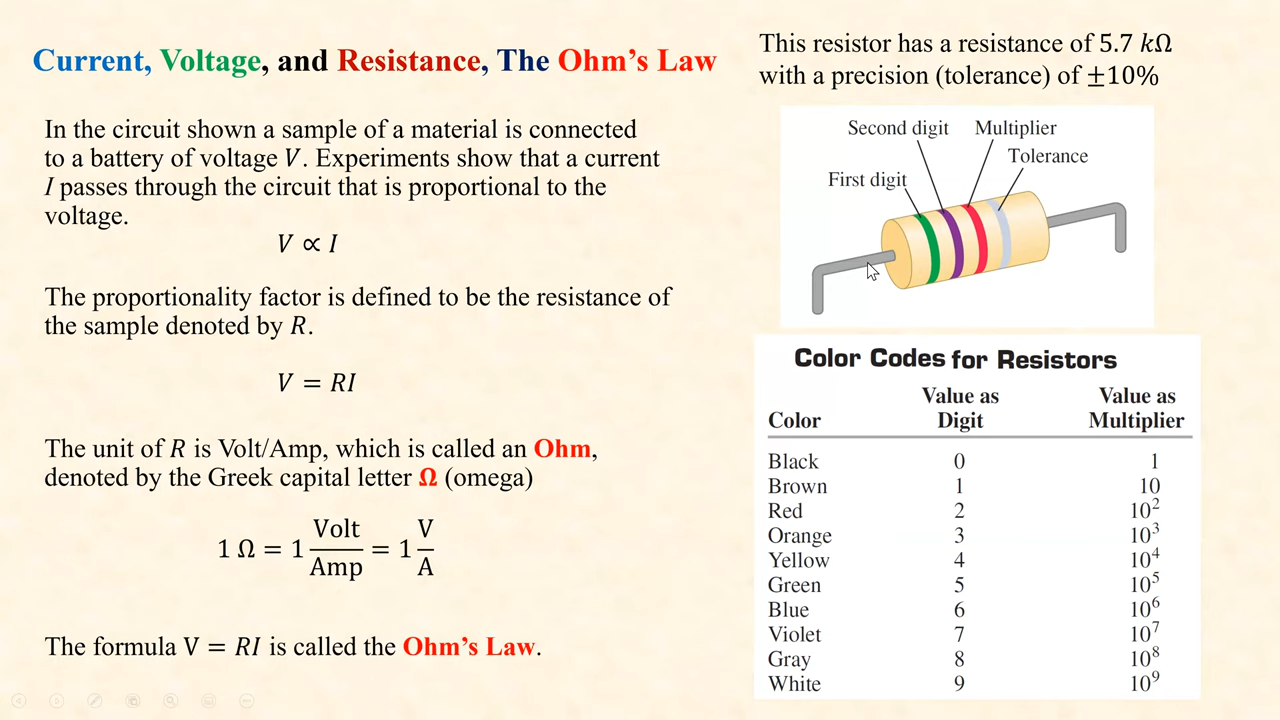 Current, Voltage, and Resistance, The Ohm's Law
In the circuit shown a sample of a material is connected
to a battery of voltage V. Experiments show that a current
I passes through the circuit that is proportional to the
voltage.
V ∝ I
The proportionality factor is defined to be the resistance of
the sample denoted by R.
V = RI
The unit of R is Volt/Amp, which is called an Ohm,
denoted by the Greek capital letter Ω (omega)
1 Ω = 1 Volt/Amp = 1 V/A
The formula V = RI is called the Ohm's Law.
This resistor has a resistance of 5.7 kΩ
with a precision (tolerance) of ±10%
Second digit Multiplier
Tolerance
First digit
Color Codes for Resistors
Value as Value as
Color Digit Multiplier
Black 0 1
Brown 1 10
Red 2 10²
Orange 3 10³
Yellow 4 10⁴
Green 5 10⁵
Blue 6 10⁶
Violet 7 10⁷
Gray 8 10⁸
White 9 10⁹